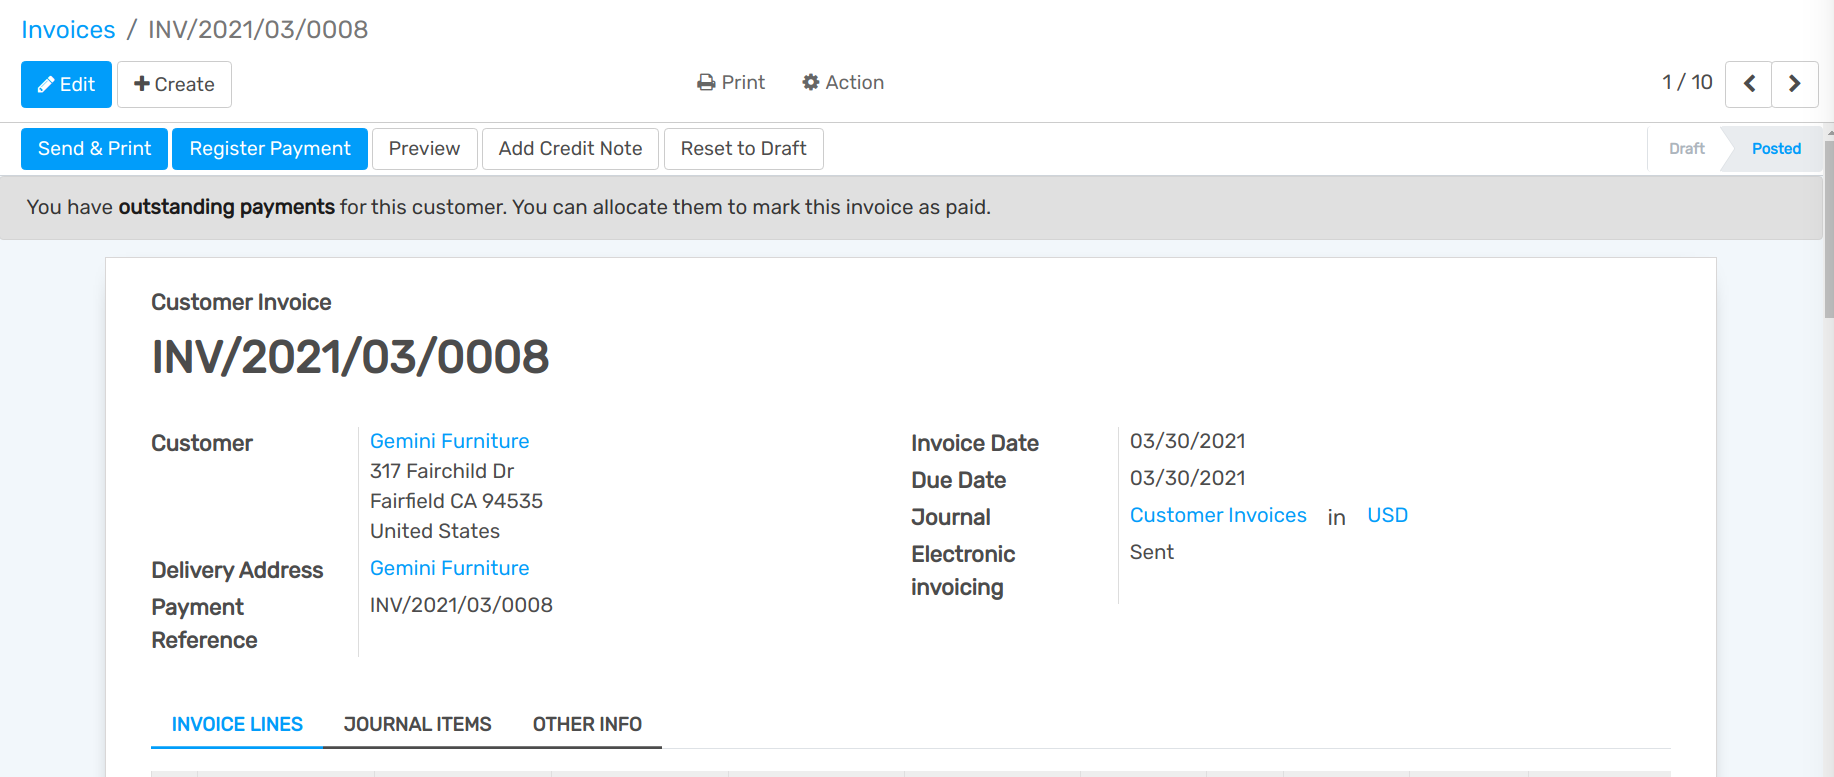 Invoices / INV/2021/03/0008
Edit Create Print Action 1 / 10
Send & Print Register Payment Preview Add Credit Note Reset to Draft Draft Posted
You have outstanding payments for this customer. You can allocate them to mark this invoice as paid.
Customer Invoice
INV/2021/03/0008
Customer Gemini Furniture
317 Fairchild Dr
Fairfield CA 94535
United States
Delivery Address Gemini Furniture
Payment Reference INV/2021/03/0008
Invoice Date 03/30/2021
Due Date 03/30/2021
Journal Customer Invoices in USD
Electronic invoicing Sent
INVOICE LINES JOURNAL ITEMS OTHER INFO